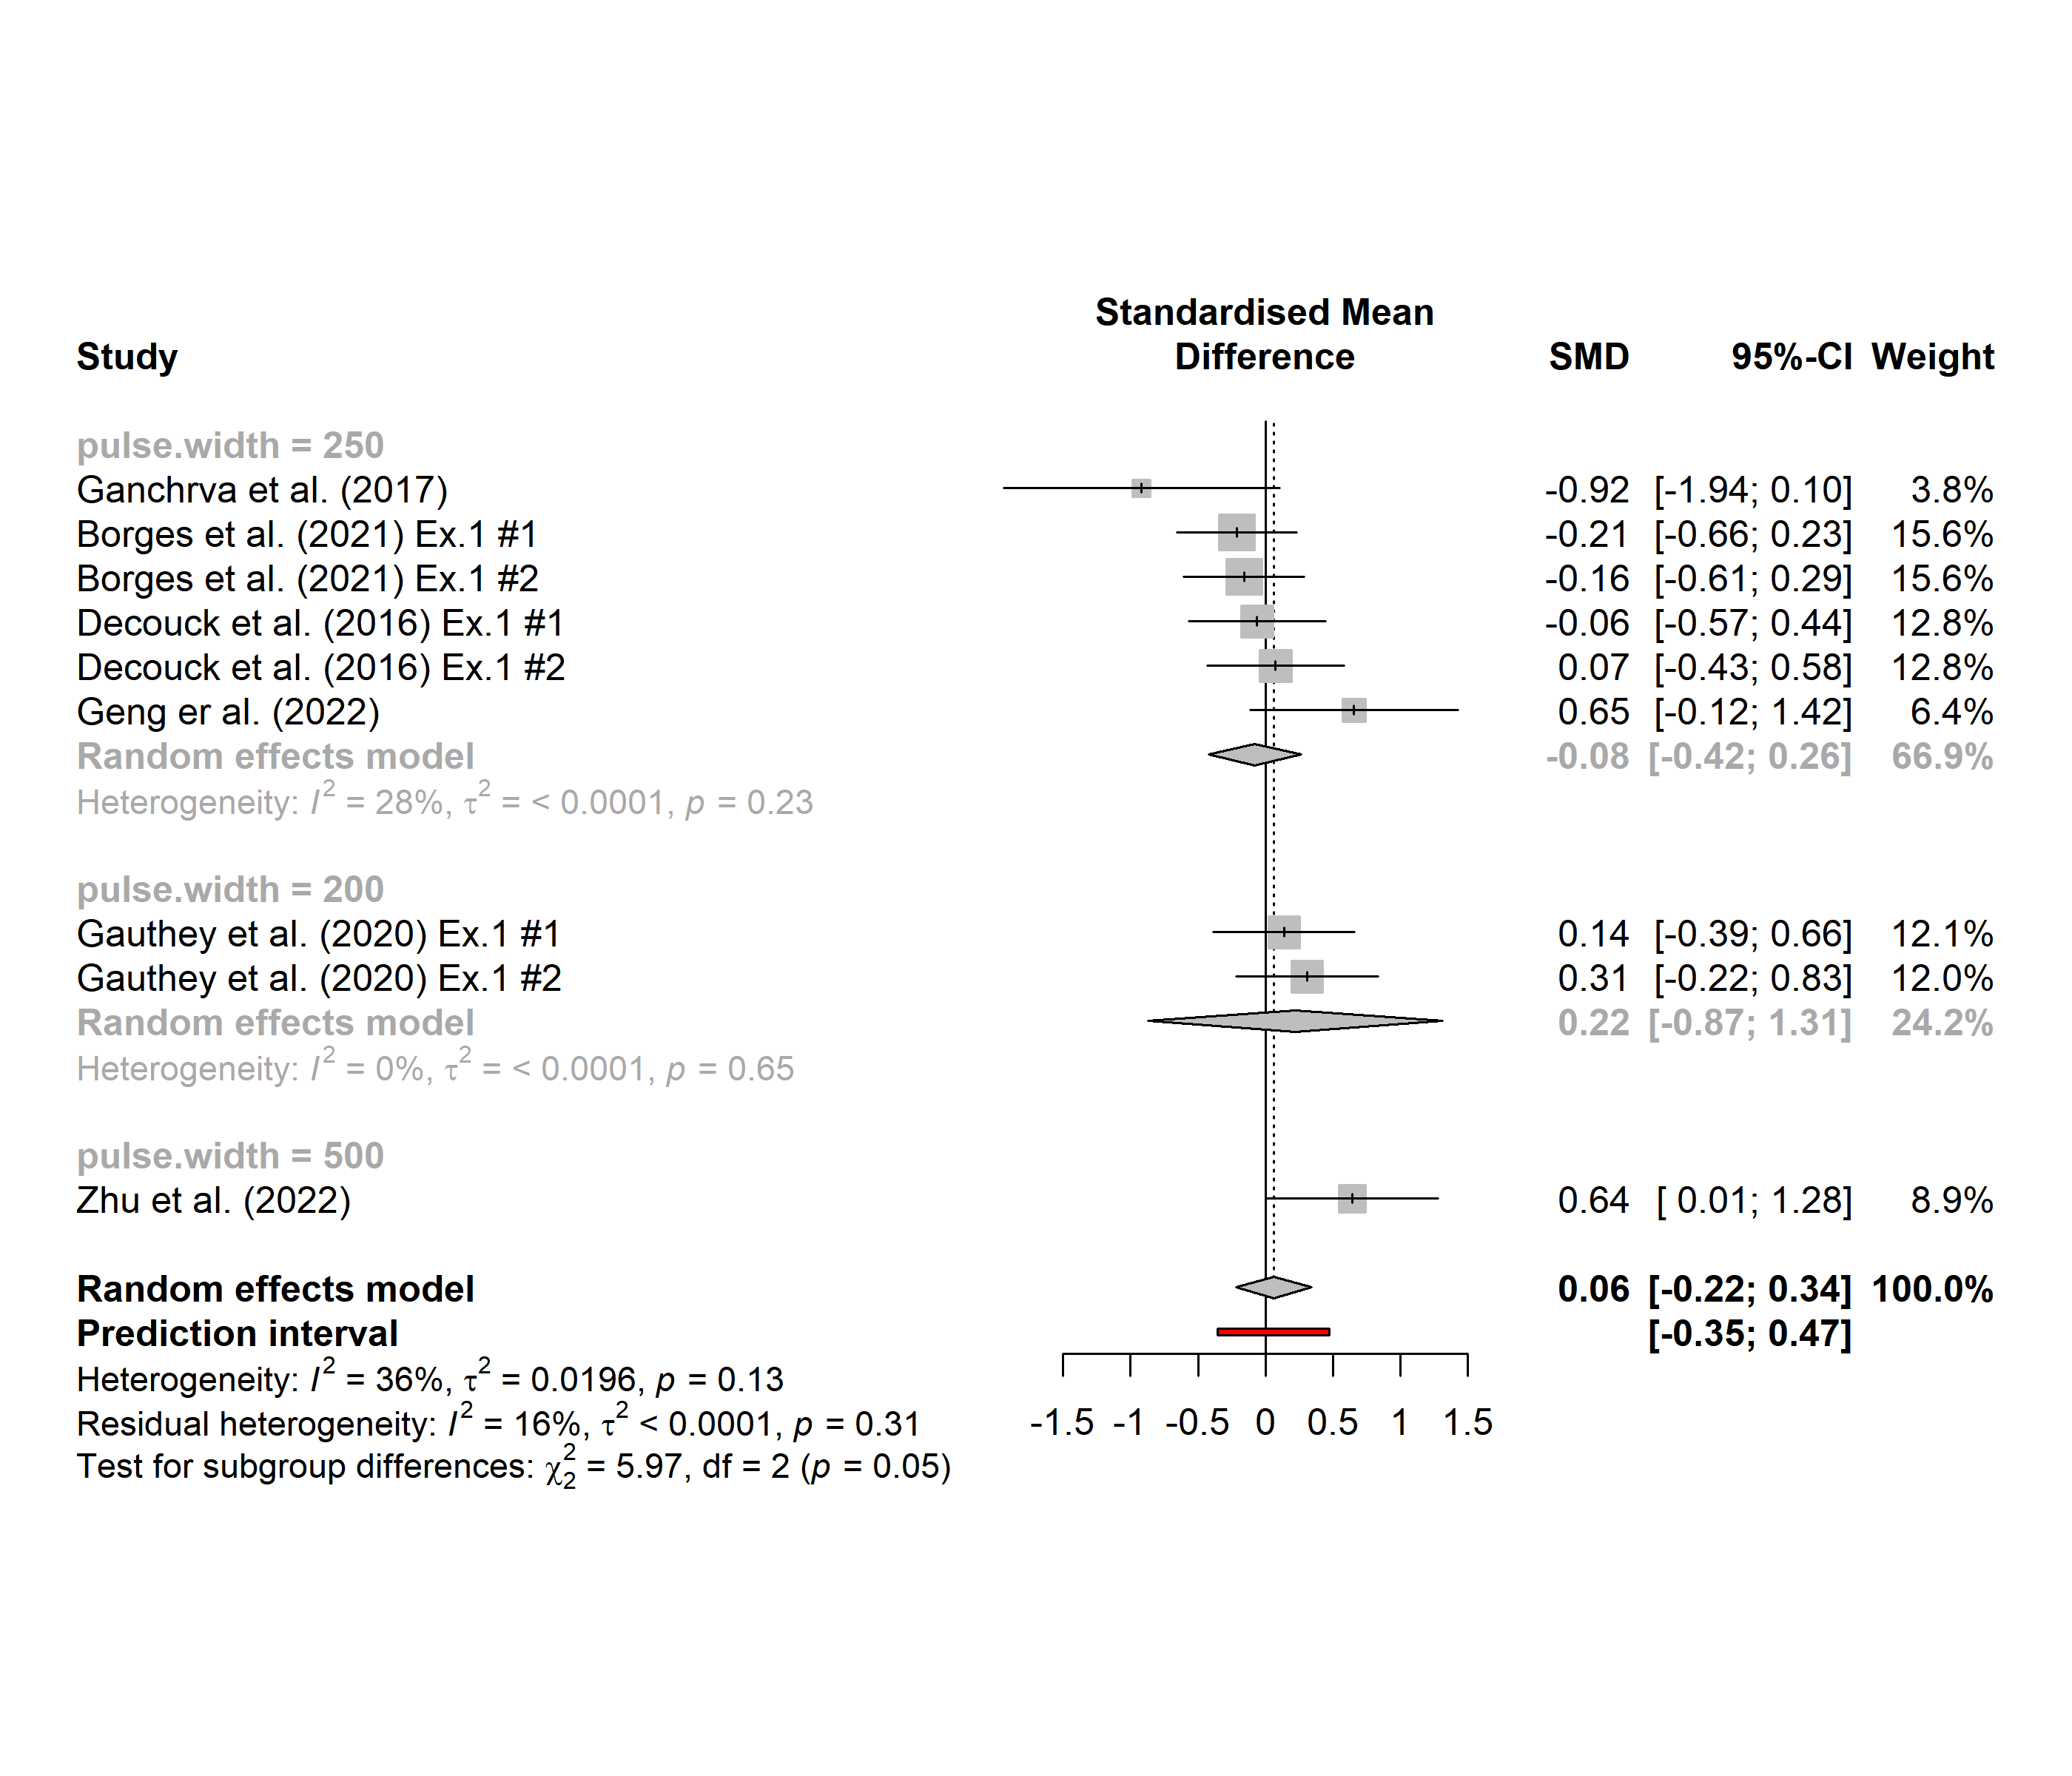 Standardised Mean
Study Difference SMD 95%-CI Weight
pulse.width = 250
Ganchrva et al. (2017) -0.92 [-1.94; 0.10] 3.8%
Borges et al. (2021) Ex.1 #1 -0.21 [-0.66; 0.23] 15.6%
Borges et al. (2021) Ex.1 #2 -0.16 [-0.61; 0.29] 15.6%
Decouck et al. (2016) Ex.1 #1 -0.06 [-0.57; 0.44] 12.8%
Decouck et al. (2016) Ex.1 #2 0.07 [-0.43; 0.58] 12.8%
Geng er al. (2022) 0.65 [-0.12; 1.42] 6.4%
Random effects model -0.08 [-0.42; 0.26] 66.9%
Heterogeneity: I² = 28%, τ² = < 0.0001, p = 0.23
pulse.width = 200
Gauthey et al. (2020) Ex.1 #1 0.14 [-0.39; 0.66] 12.1%
Gauthey et al. (2020) Ex.1 #2 0.31 [-0.22; 0.83] 12.0%
Random effects model 0.22 [-0.87; 1.31] 24.2%
Heterogeneity: I² = 0%, τ² = < 0.0001, p = 0.65
pulse.width = 500
Zhu et al. (2022) 0.64 [ 0.01; 1.28] 8.9%
Random effects model 0.06 [-0.22; 0.34] 100.0%
Prediction interval [-0.35; 0.47]
Heterogeneity: I² = 36%, τ² = 0.0196, p = 0.13
Residual heterogeneity: I² = 16%, τ² < 0.0001, p = 0.31
-1.5 -1 -0.5 0 0.5 1 1.5
Test for subgroup differences: χ²₂ = 5.97, df = 2 (p = 0.05)